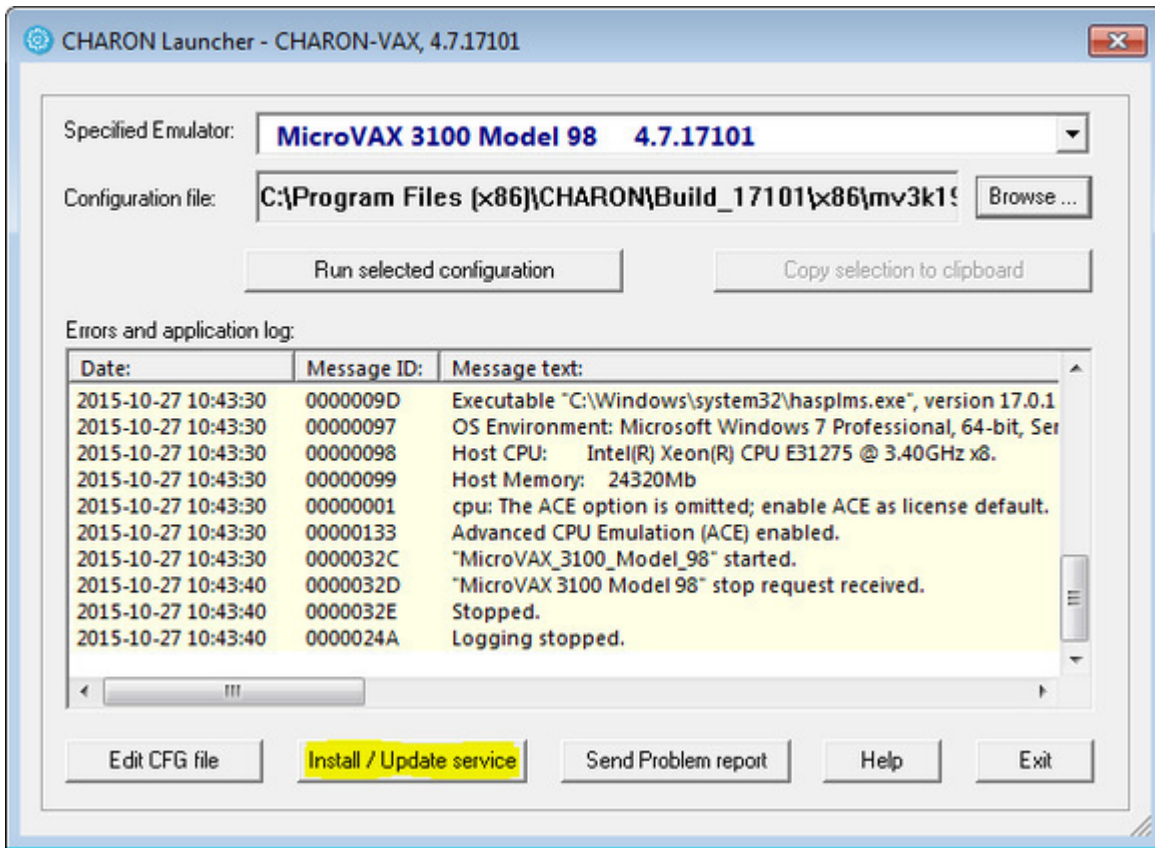 CHARON Launcher - CHARON-VAX, 4.7.17101
Specified Emulator: MicroVAX 3100 Model 98 4.7.17101
Configuration file: C:\Program Files (x86)\CHARON\Build_17101\x86\mv3k19 Browse ...
Run selected configuration Copy selection to clipboard
Errors and application log:
Date: Message ID: Message text:
2015-10-27 10:43:30 0000009D Executable "C:\Windows\system32\hasplms.exe", version 17.0.1
2015-10-27 10:43:30 00000097 OS Environment: Microsoft Windows 7 Professional, 64-bit, Ser
2015-10-27 10:43:30 00000098 Host CPU: Intel(R) Xeon(R) CPU E31275 @ 3.40GHz x8.
2015-10-27 10:43:30 00000099 Host Memory: 24320Mb
2015-10-27 10:43:30 00000001 cpu: The ACE option is omitted; enable ACE as license default.
2015-10-27 10:43:30 00000133 Advanced CPU Emulation (ACE) enabled.
2015-10-27 10:43:30 0000032C "MicroVAX_3100_Model_98" started.
2015-10-27 10:43:40 0000032D "MicroVAX 3100 Model 98" stop request received.
2015-10-27 10:43:40 0000032E Stopped.
2015-10-27 10:43:40 0000024A Logging stopped.
Edit CFG file Install / Update service Send Problem report Help Exit